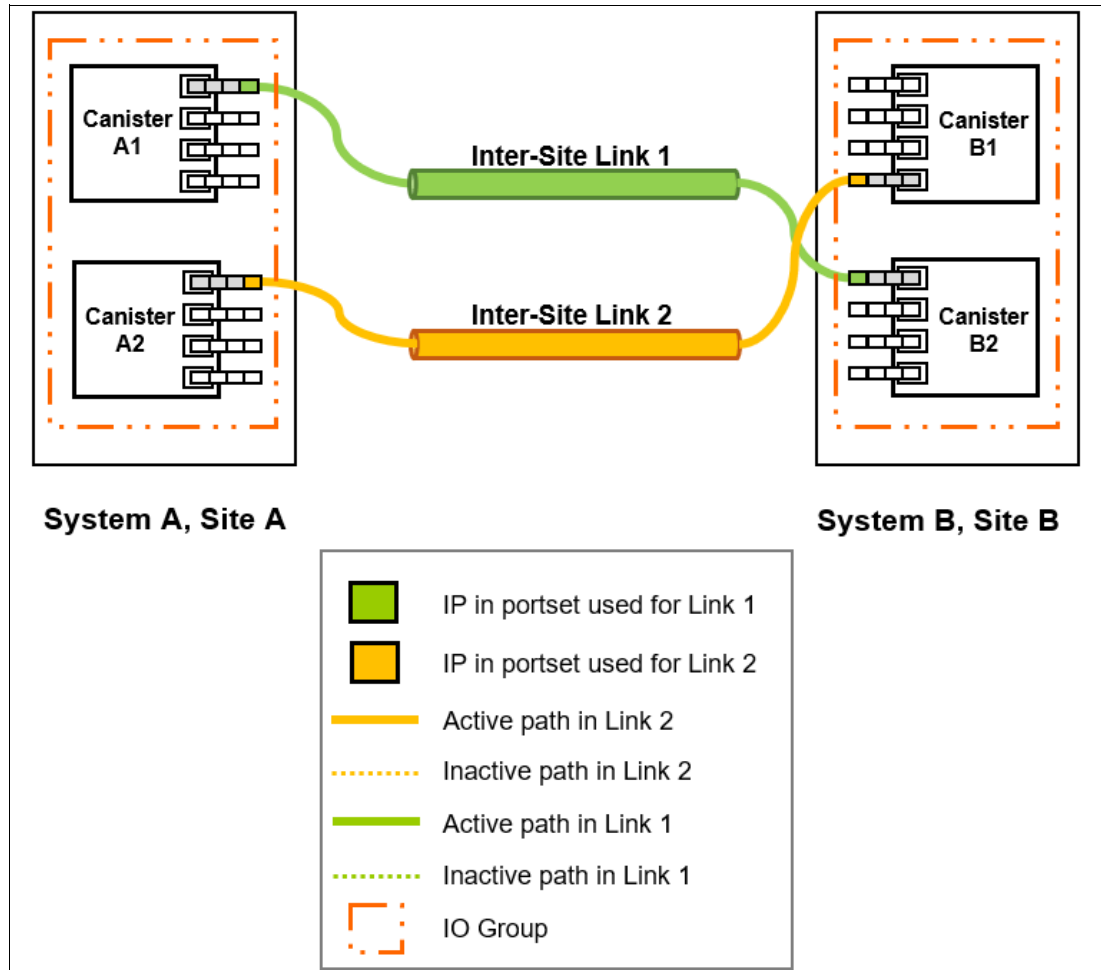 Canister
A1
Inter-Site Link 1
Canister
B1
Canister
A2
Inter-Site Link 2
Canister
B2
System A, Site A
System B, Site B
IP in portset used for Link 1
IP in portset used for Link 2
Active path in Link 2
Inactive path in Link 2
Active path in Link 1
Inactive path in Link 1
IO Group